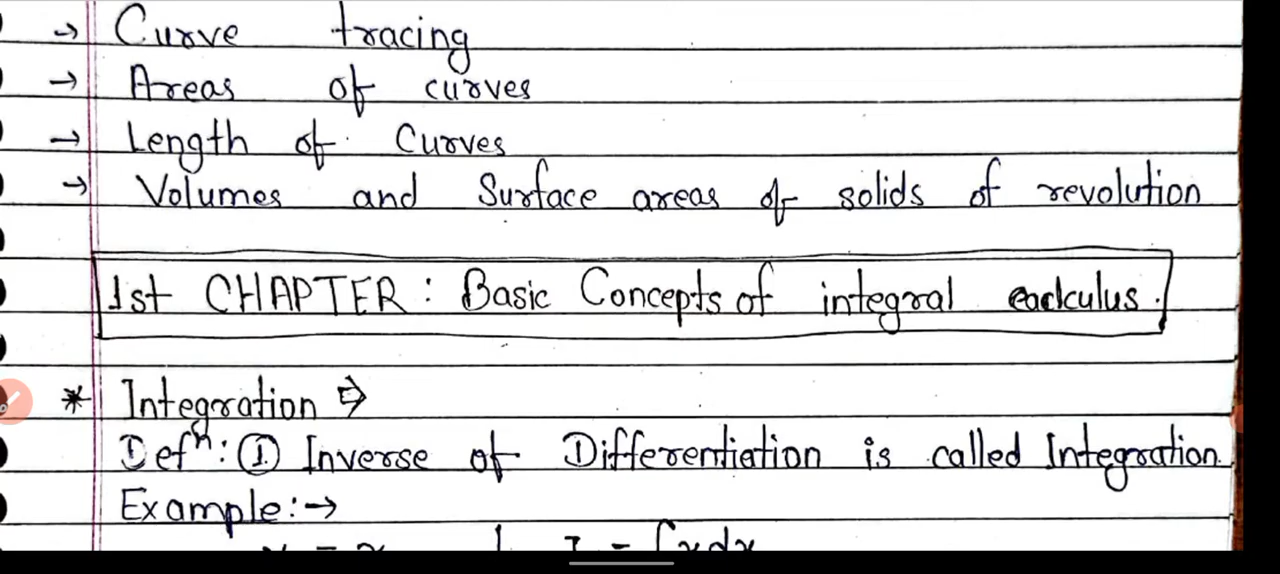 → Curve tracing
→ Areas of curves
→ Length of Curves
→ Volumes and Surface areas of solids of revolution
1st CHAPTER: Basic Concepts of integral calculus.
* Integration ⇒
Defⁿ: ① Inverse of Differentiation is called Integration.
Example:→
I = ∫xdx